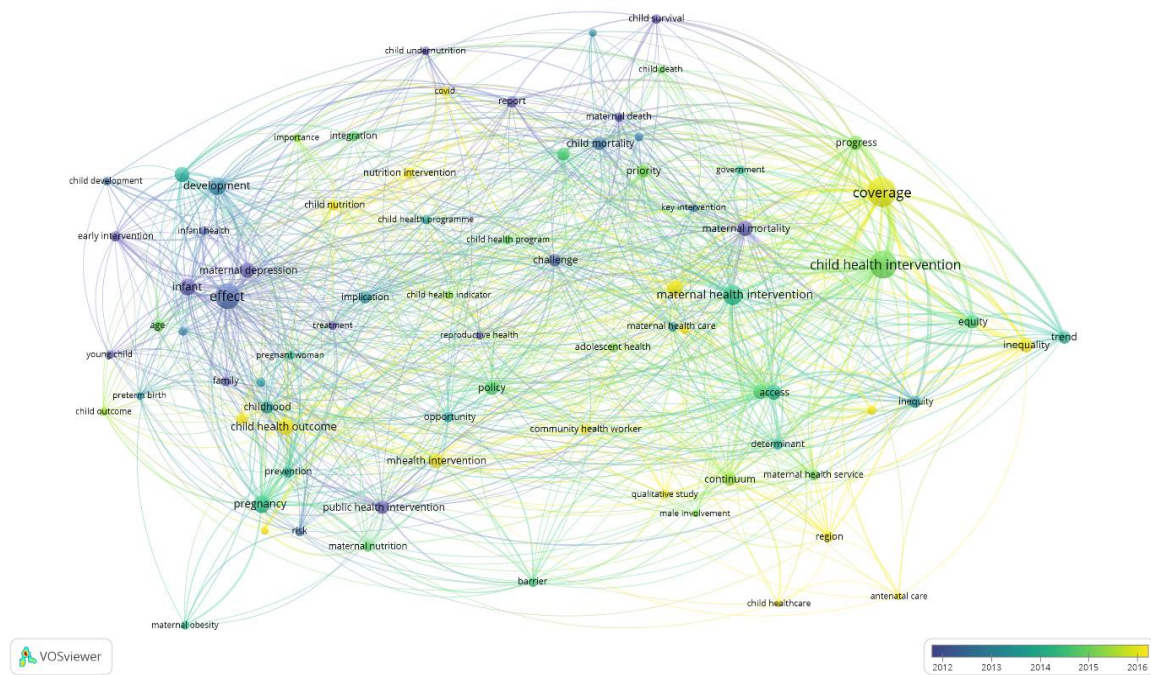 child survival
child undernutrition
child death
covid
report
maternal death
importance
integration
child mortality
progress
nutrition intervention
priority
government
child development
development
coverage
child nutrition
key intervention
child health programme
early intervention
infant health
maternal mortality
child health program
maternal depression
challenge
child health intervention
infant
effect
implication
child health indicator
maternal health intervention
age
treatment
maternal health care
equity
reproductive health
trend
inequality
adolescent health
young child
pregnant woman
family
policy
access
preterm birth
inequity
childhood
child outcome
opportunity
child health outcome
community health worker
determinant
mhealth intervention
prevention
continuum
maternal health service
qualitative study
pregnancy
public health intervention
male involvement
risk
region
maternal nutrition
barrier
antenatal care
child healthcare
maternal obesity
VOSviewer
2012 2013 2014 2015 2016